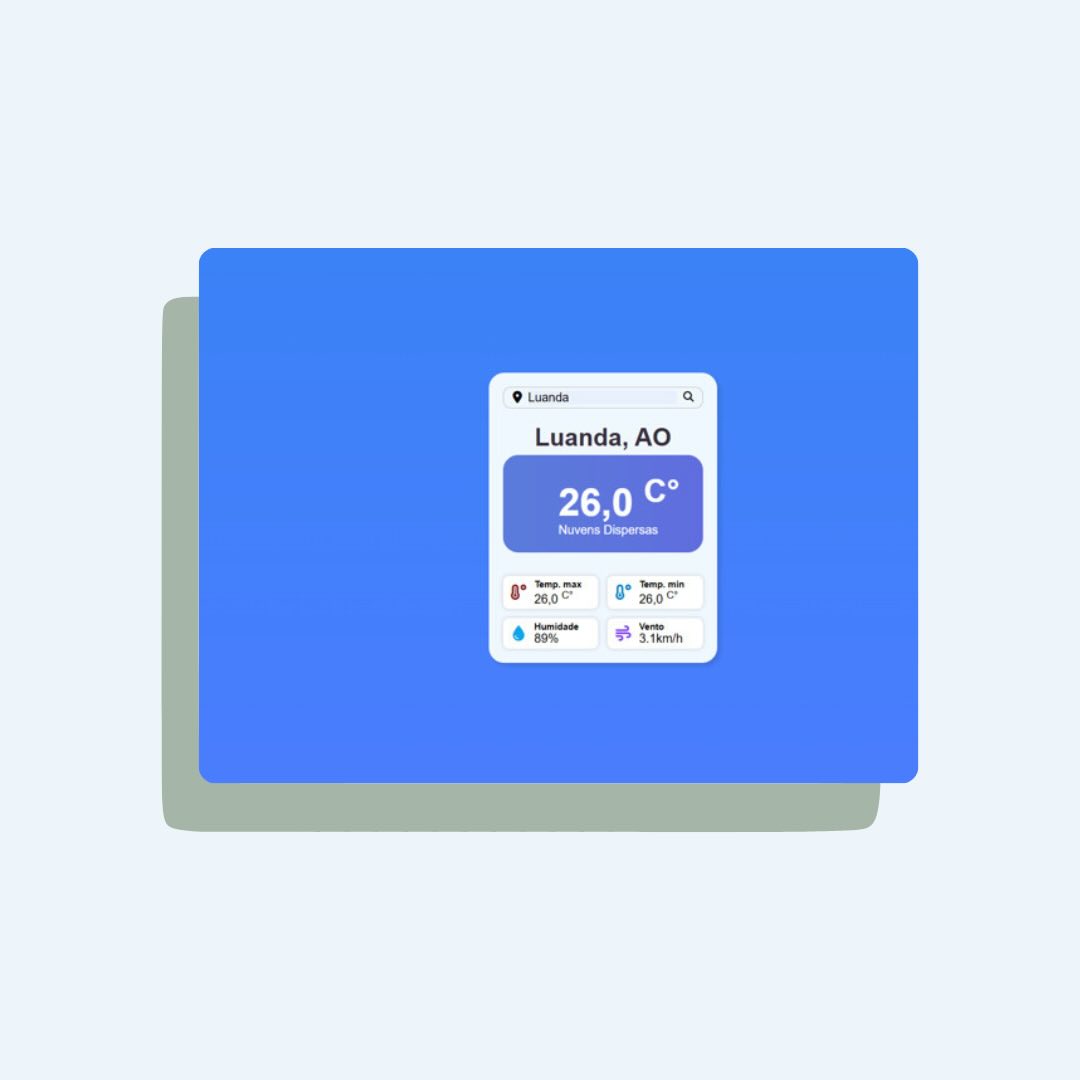 Luanda
Luanda, AO
26,0 C°
Nuvens Dispersas
Temp. max
26,0 C°
Temp. min
26,0 C°
Humidade
89%
Vento
3.1km/h